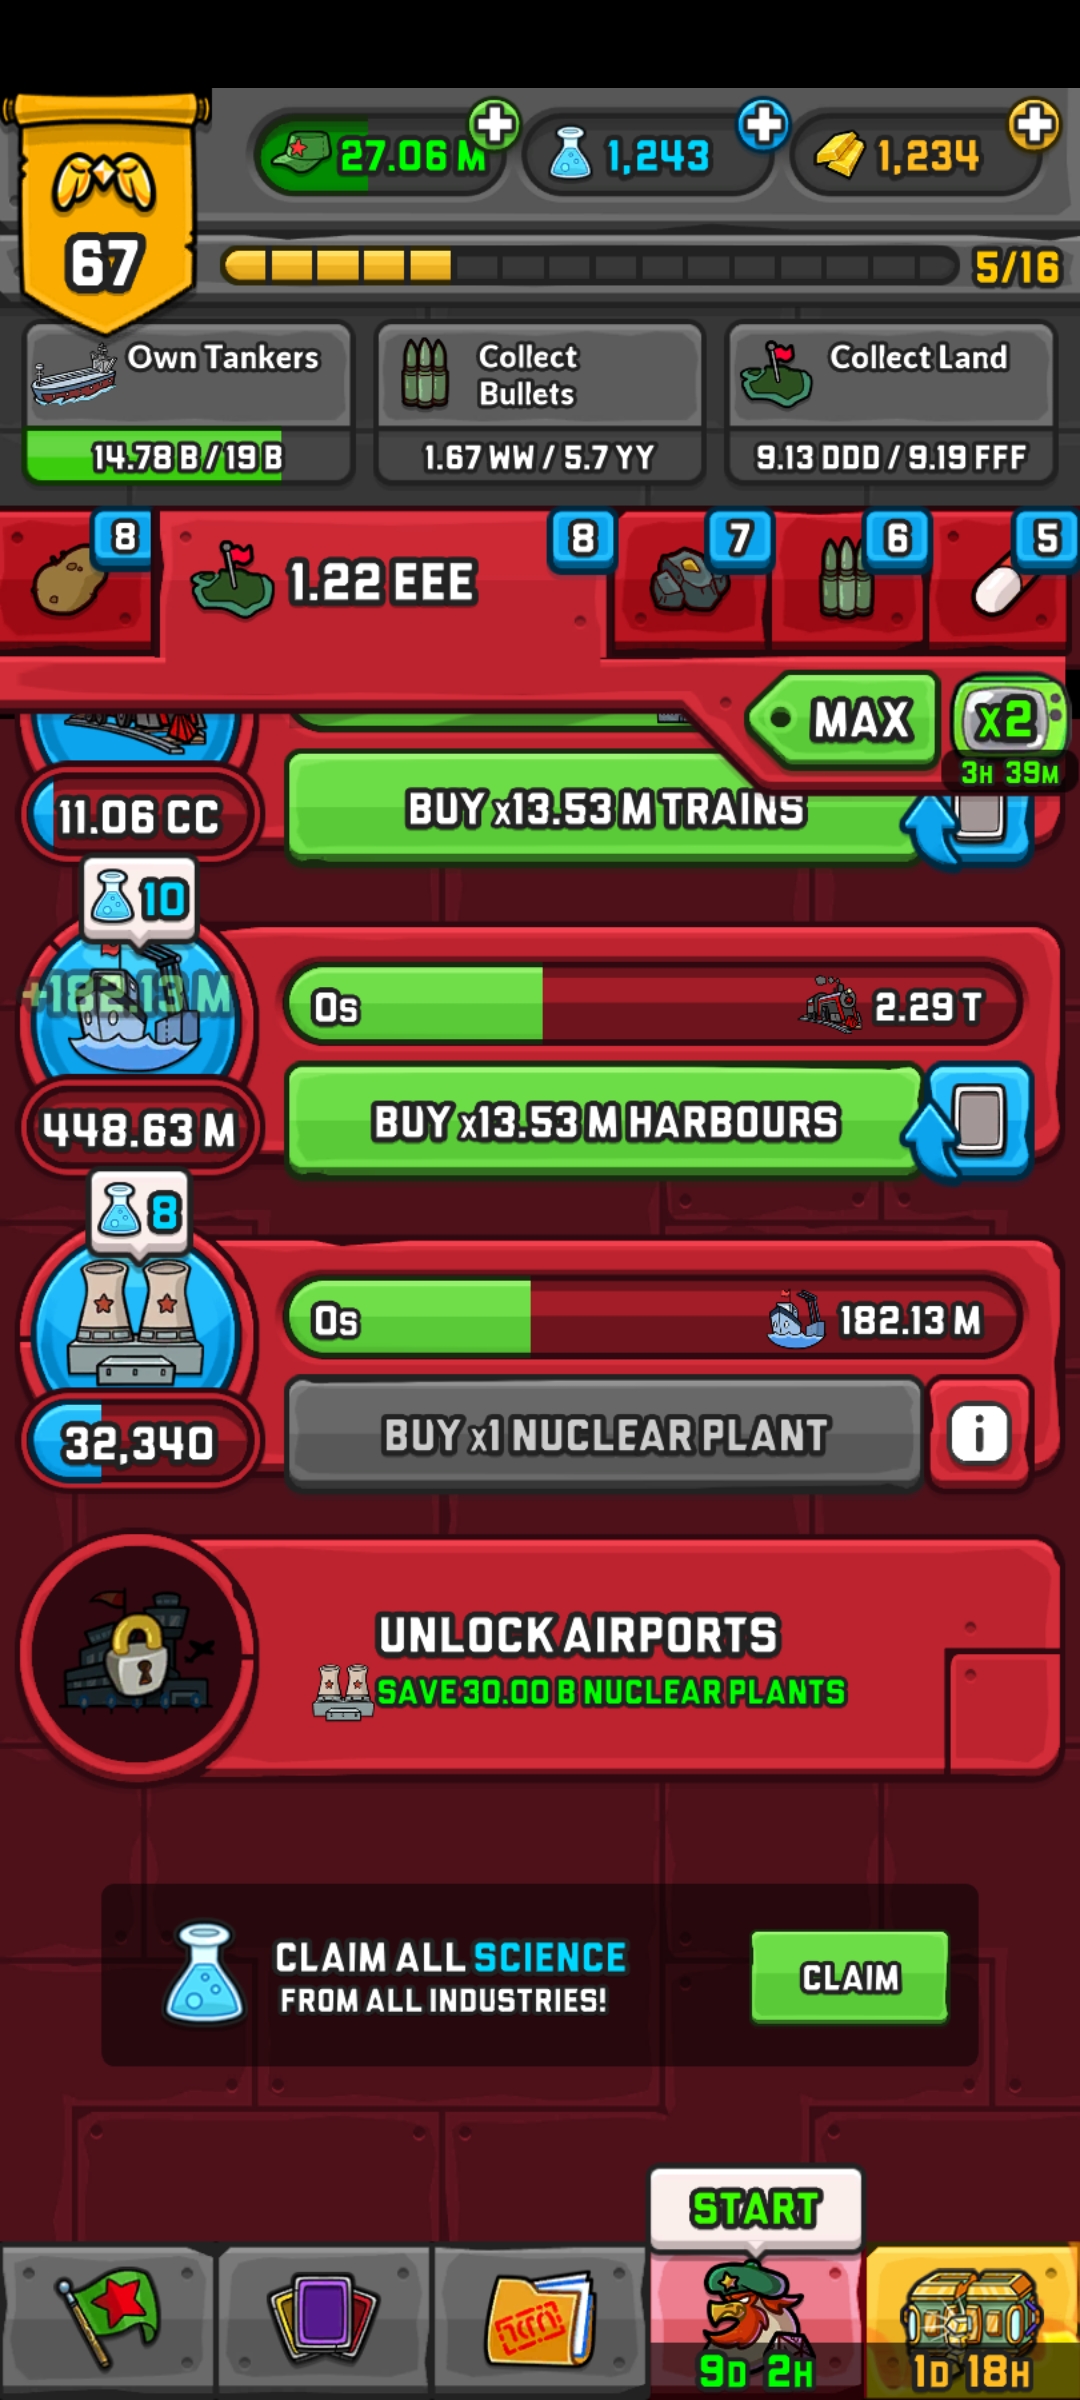 27.06 M
1,243
1,234
67
5/16
Own Tankers
14.78 B / 19 B
Collect
Bullets
1.67 WW / 5.7 YY
Collect Land
9.13 DDD / 9.19 FFF
8
1.22 EEE
8
7
6
5
MAX
x2
3H 39M
11.06 CC
BUY x13.53 M TRAINS
10
+182.13 M
0s
2.29 T
448.63 M
BUY x13.53 M HARBOURS
8
0s
182.13 M
32,340
BUY x1 NUCLEAR PLANT
i
UNLOCK AIRPORTS
SAVE 30.00 B NUCLEAR PLANTS
CLAIM ALL SCIENCE
FROM ALL INDUSTRIES!
CLAIM
START
9D 2H
1D 18H